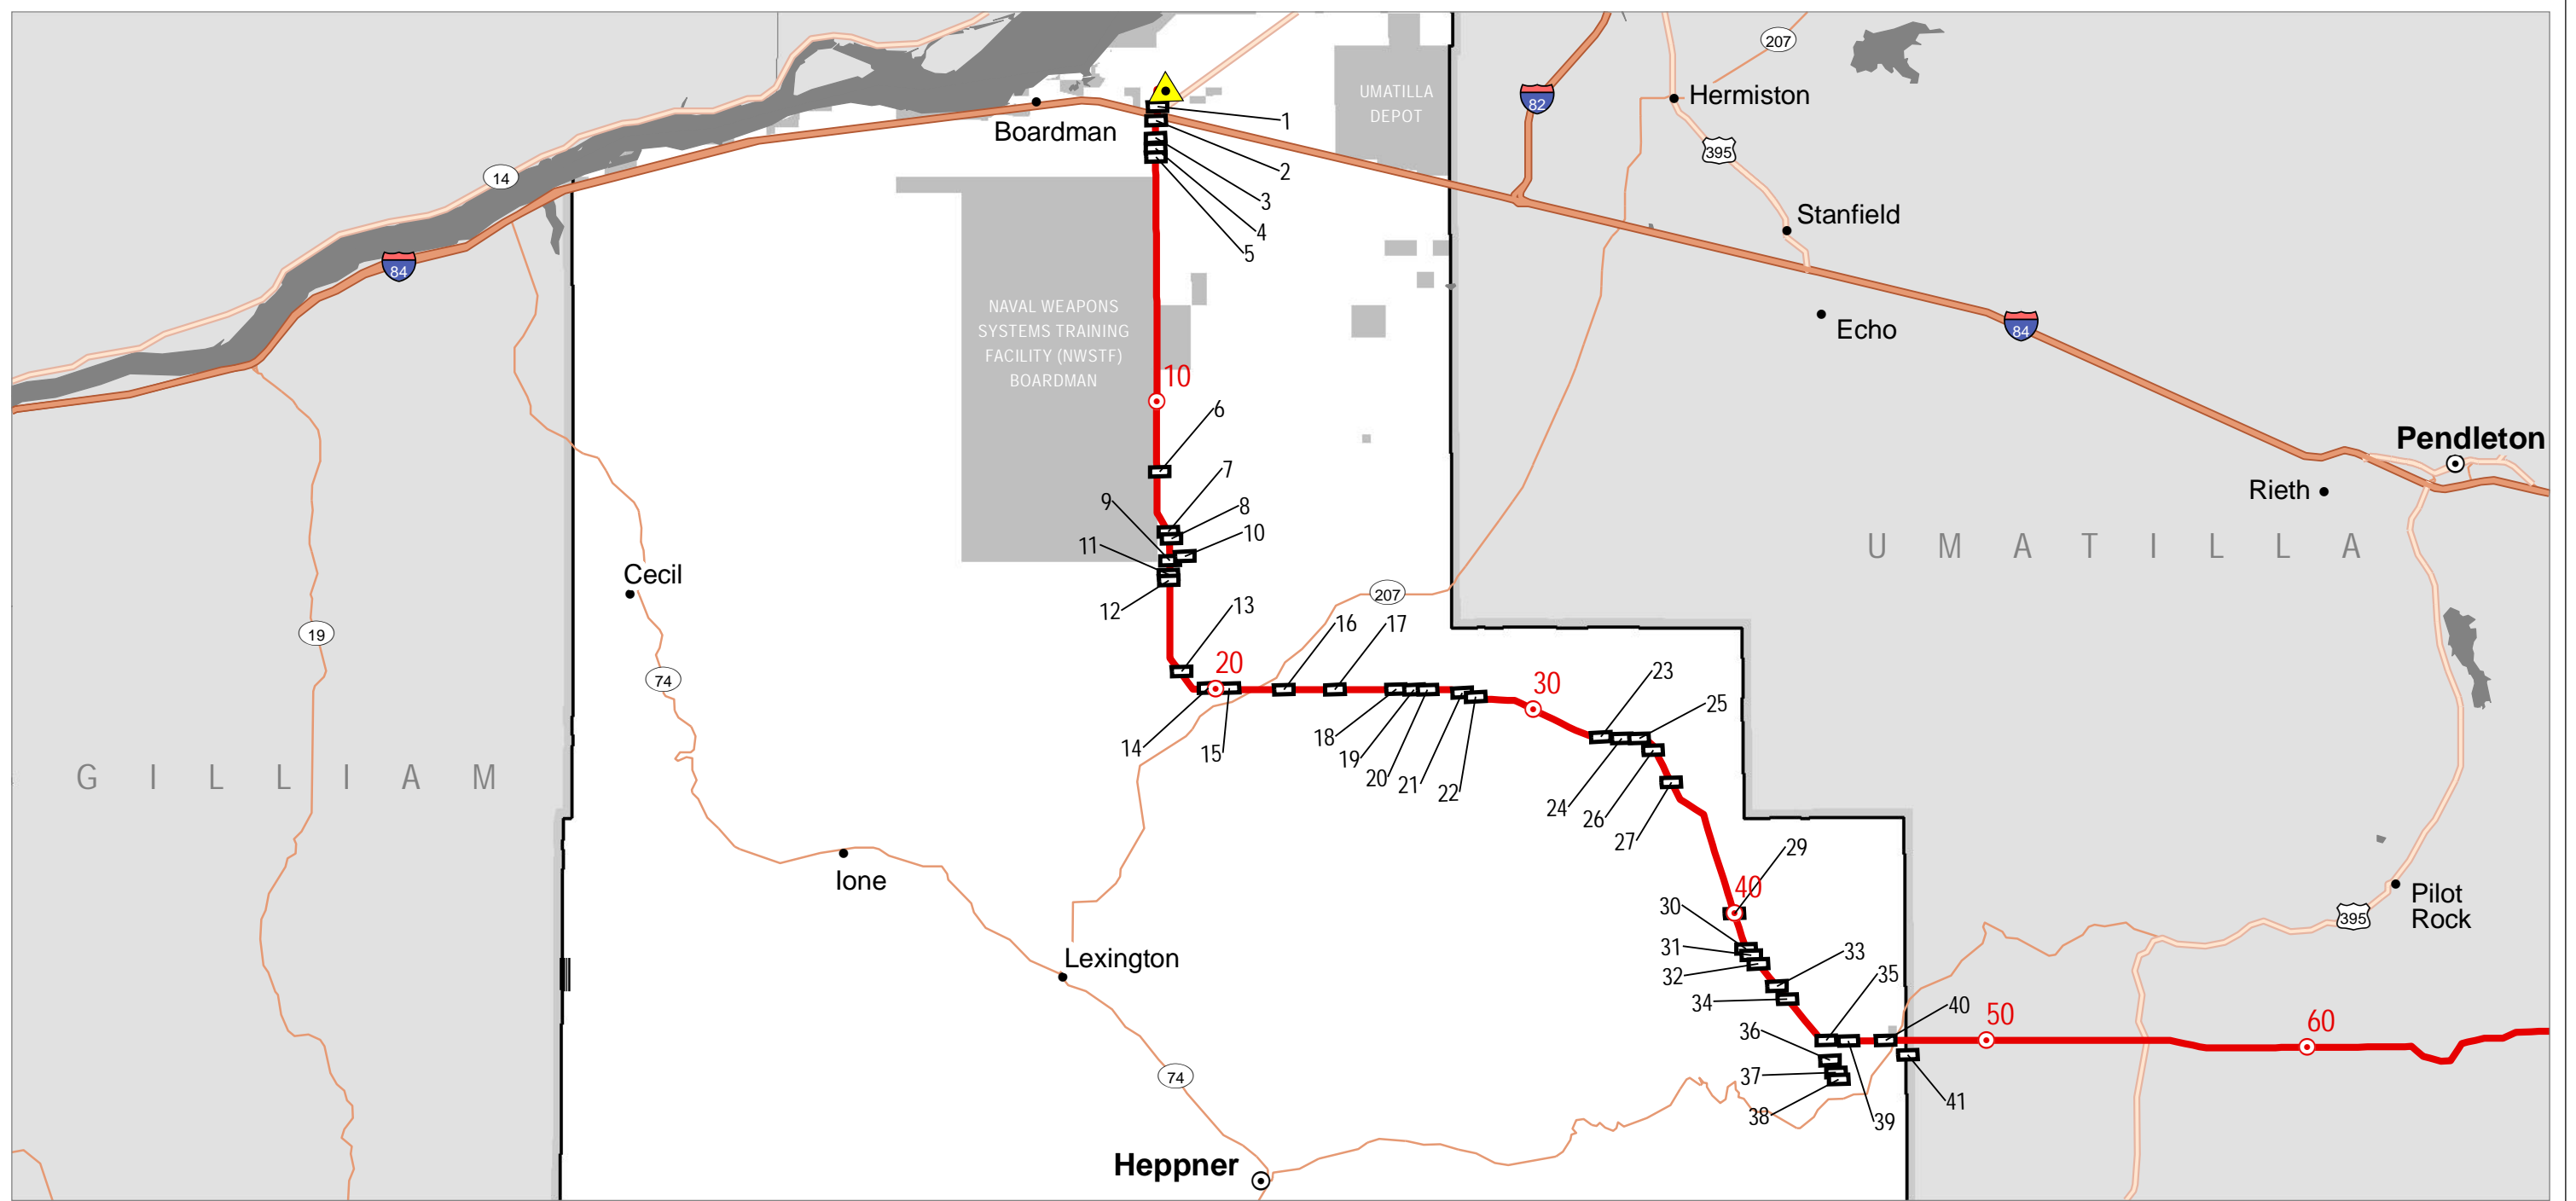 207
UMATILLA
DEPOT
82
Hermiston
Boardman
1
395
2
14
3
Stanfield
4
5
84
NAVAL WEAPONS
SYSTEMS TRAINING
FACILITY (NWSTF)
BOARDMAN
Echo
84
10
6
Pendleton
7
Rieth
9
8
10
11
UMATILLA
Cecil
207
12
13
16
17
19
74
20
23
30
25
14
15
18
19
20
21
22
24
26
27
GILLIAM
29
Ione
40
30
Pilot
Rock
395
31
33
32
Lexington
35
34
40
50
60
36
74
37
38
39
41
Heppner